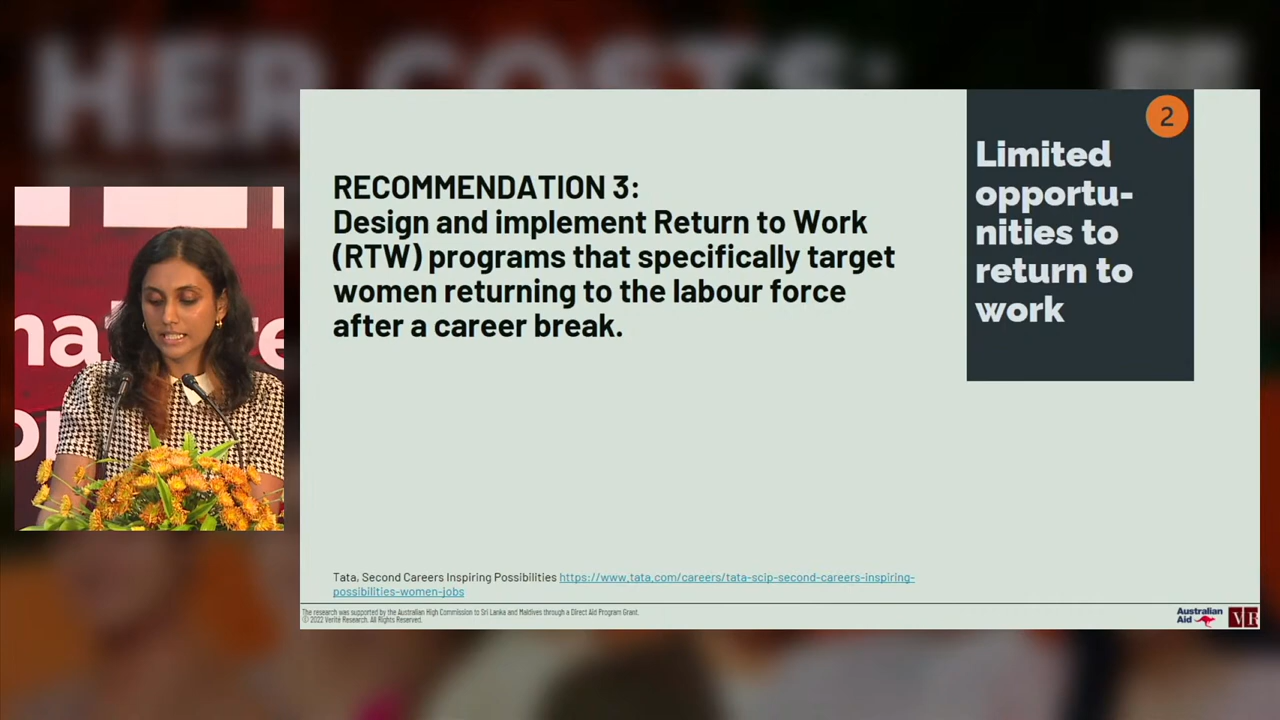 HER COSTS:
2
Limited
opportu-
nities to
return to
work
RECOMMENDATION 3:
Design and implement Return to Work
(RTW) programs that specifically target
women returning to the labour force
after a career break.
Tata, Second Careers Inspiring Possibilities https://www.tata.com/careers/tata-scip-second-careers-inspiring-
possibilities-women-jobs
The research was supported by the Australian High Commission to Sri Lanka and Maldives through a Direct Aid Program Grant.
© 2022 Verité Research. All Rights Reserved.
Australian
Aid
VR